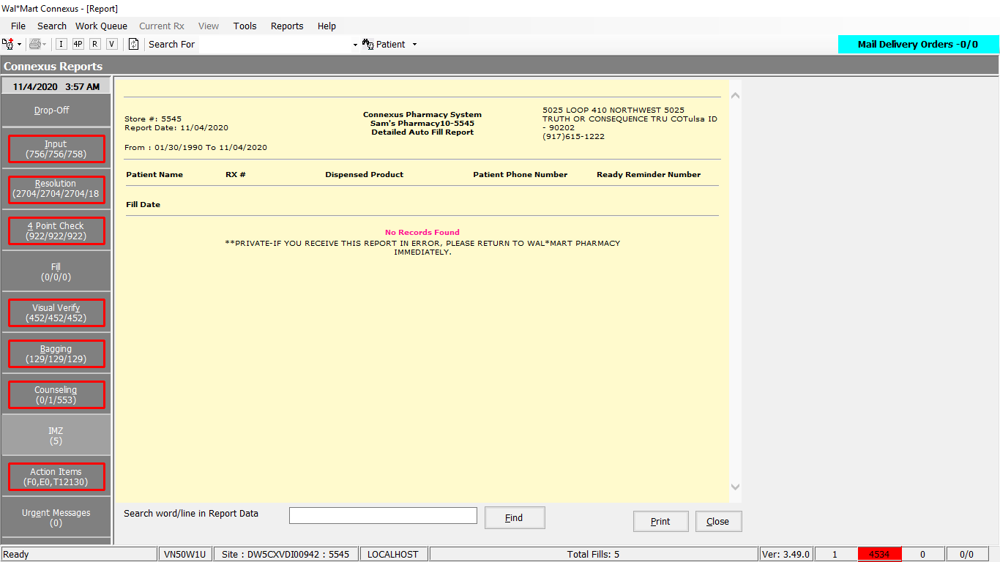 Wal*Mart Connexus - [Report]
File Search Work Queue Current Rx View Tools Reports Help
I 4P R V Search For Patient
Mail Delivery Orders -0/0
Connexus Reports
11/4/2020 3:57 AM
Drop-Off
Input
(756/756/758)
Resolution
(2704/2704/2704/18
4 Point Check
(922/922/922)
Fill
(0/0/0)
Visual Verify
(452/452/452)
Bagging
(129/129/129)
Counseling
(0/1/553)
IMZ
(5)
Action Items
(F0,E0,T12130)
Urgent Messages
(0)
Store #: 5545
Report Date: 11/04/2020
From : 01/30/1990 To 11/04/2020
Connexus Pharmacy System
Sam's Pharmacy10-5545
Detailed Auto Fill Report
5025 LOOP 410 NORTHWEST 5025
TRUTH OR CONSEQUENCE TRU COTulsa ID
- 90202
(917)615-1222
Patient Name RX # Dispensed Product Patient Phone Number Ready Reminder Number
Fill Date
No Records Found
**PRIVATE-IF YOU RECEIVE THIS REPORT IN ERROR, PLEASE RETURN TO WAL*MART PHARMACY
IMMEDIATELY.
Search word/line in Report Data Find Print Close
Ready VN50W1U Site : DW5CXVDI00942 : 5545 LOCALHOST Total Fills: 5 Ver: 3.49.0 1 4534 0 0/0